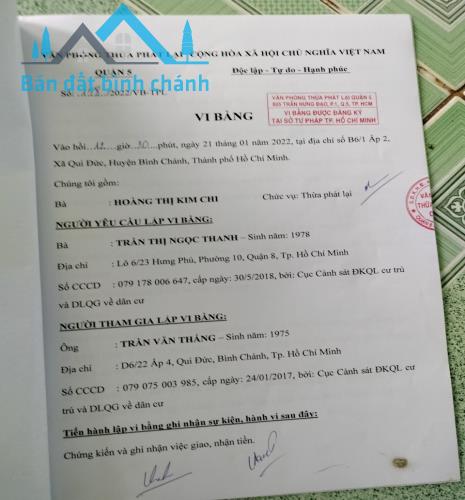 VĂN PHÒNG THỪA PHÁT LẠI CỘNG HÒA XÃ HỘI CHỦ NGHĨA VIỆT NAM
QUẬN 5 Độc lập - Tự do - Hạnh phúc
Bán đất bình chánh
Số: /2022/VB-TPL
VĂN PHÒNG THỪA PHÁT LẠI QUẬN 5
TRẦN HƯNG ĐẠO, P.1, Q.5, TP. HCM
VI BẰNG ĐƯỢC ĐĂNG KÝ
TẠI SỞ TƯ PHÁP TP. HỒ CHÍ MINH
VI BẰNG
Vào hồi giờ phút, ngày 21 tháng 01 năm 2022, tại địa chỉ số B6/1 Ấp 2,
Xã Qui Đức, Huyện Bình Chánh, Thành phố Hồ Chí Minh.
Chúng tôi gồm:
Bà : HOÀNG THỊ KIM CHI Chức vụ: Thừa phát lại
NGƯỜI YÊU CẦU LẬP VI BẰNG:
Bà : TRẦN THỊ NGỌC THANH – Sinh năm: 1978
Địa chỉ : Lô 6/23 Hưng Phú, Phường 10, Quận 8, Tp. Hồ Chí Minh
Số CCCD : 079 178 006 647, cấp ngày: 30/5/2018, bởi: Cục Cảnh sát ĐKQL cư trú
và DLQG về dân cư
NGƯỜI THAM GIA LẬP VI BẰNG:
Ông : TRẦN VĂN THẮNG – Sinh năm: 1975
Địa chỉ : D6/22 Ấp 4, Qui Đức, Bình Chánh, Tp. Hồ Chí Minh
Số CCCD : 079 075 003 985, cấp ngày: 24/01/2017, bởi: Cục Cảnh sát ĐKQL cư
trú và DLQG về dân cư
Tiến hành lập vi bằng ghi nhận sự kiện, hành vi sau đây:
Chứng kiến và ghi nhận việc giao, nhận tiền.